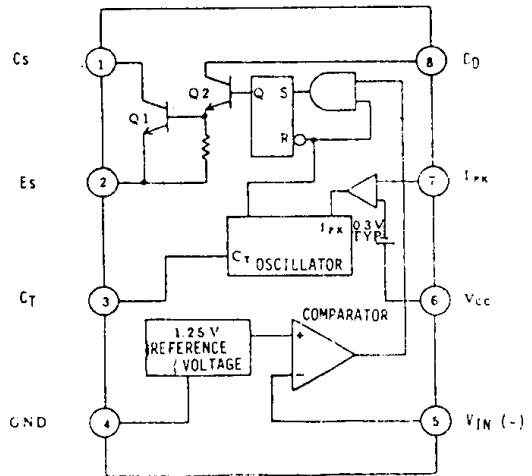 Cs
1
8
CD
Q1
Q2
Q
S
R
Es
2
7
IPK
IPK
0.3V
TYP
CT
OSCILLATOR
CT
3
6
VCC
COMPARATOR
1.25V
REFERENCE
VOLTAGE
+
-
GND
4
5
VIN (-)